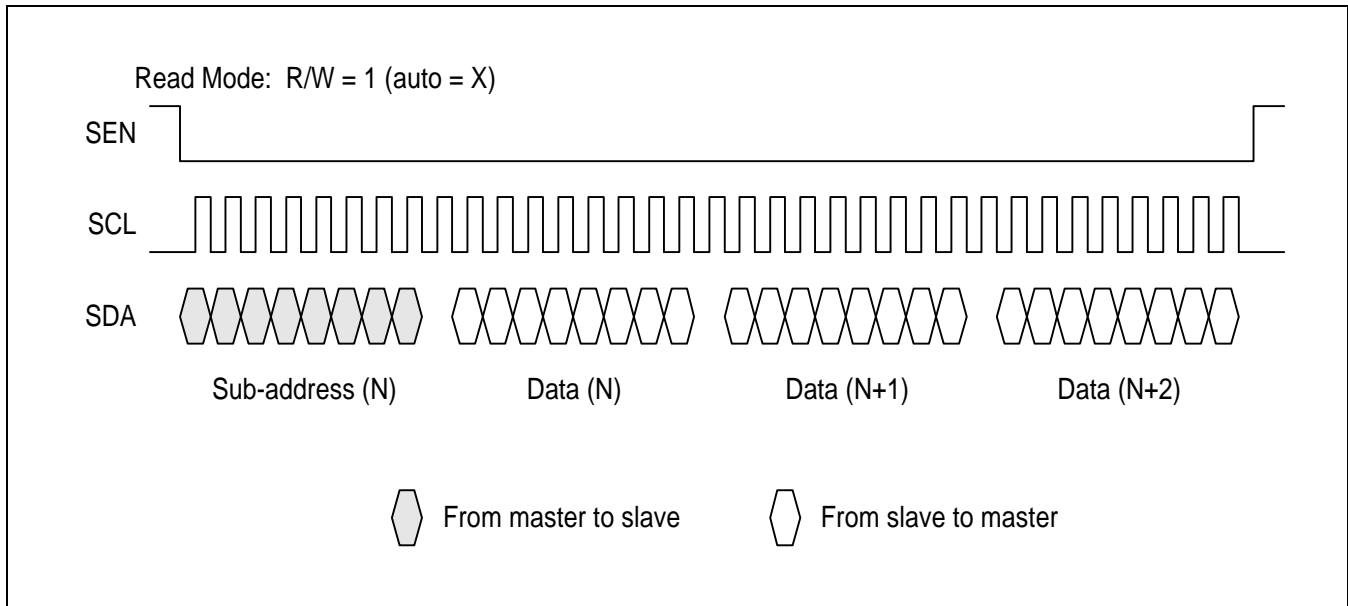 Read Mode: R/W = 1 (auto = X)
SEN
SCL
SDA
Sub-address (N) Data (N) Data (N+1) Data (N+2)
From master to slave From slave to master